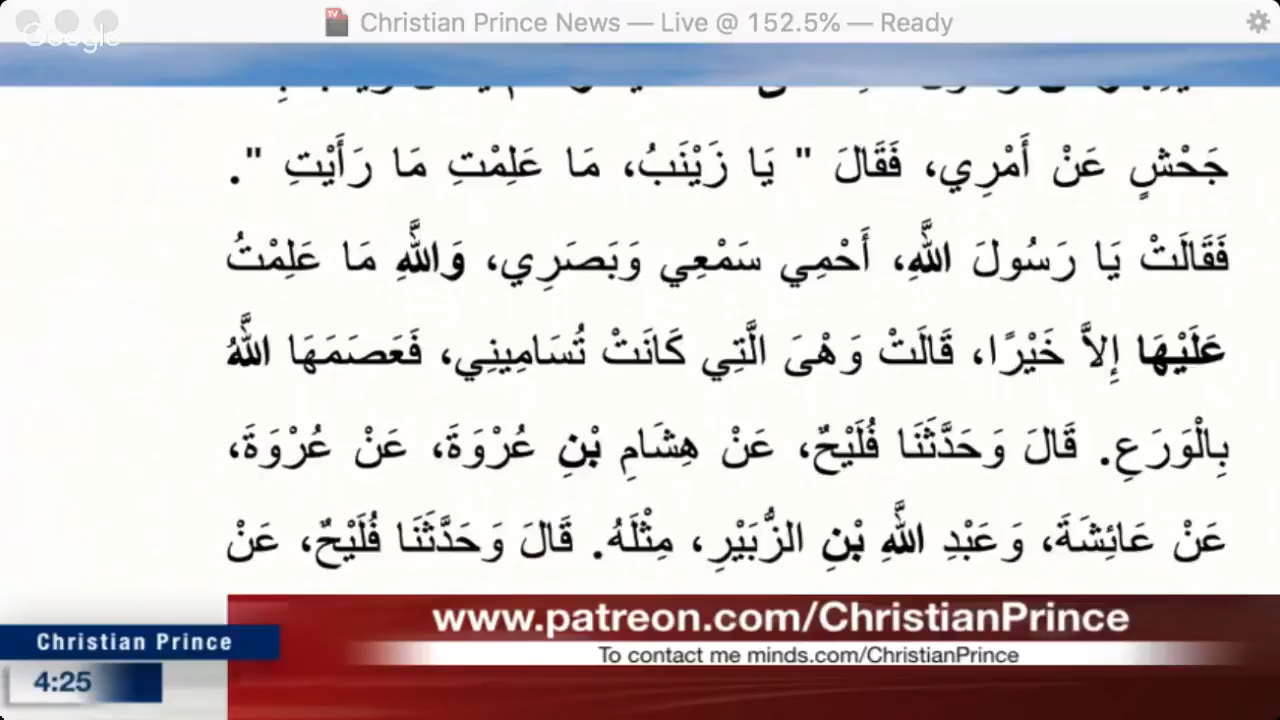 Christian Prince News — Live @ 152.5% — Ready
Google
جَحْشٍ عَنْ أَمْرِي، فَقَالَ " يَا زَيْنَبُ، مَا عَلِمْتِ مَا رَأَيْتِ ".
فَقَالَتْ يَا رَسُولَ اللَّهِ، أَحْمِي سَمْعِي وَبَصَرِي، وَاللَّهِ مَا عَلِمْتُ
عَلَيْهَا إِلاَّ خَيْرًا، قَالَتْ وَهْىَ الَّتِي كَانَتْ تُسَامِينِي، فَعَصَمَهَا اللَّهُ
بِالْوَرَعِ. قَالَ وَحَدَّثَنَا فُلَيْحٌ، عَنْ هِشَامِ بْنِ عُرْوَةَ، عَنْ عُرْوَةَ،
عَنْ عَائِشَةَ، وَعَبْدِ اللَّهِ بْنِ الزُّبَيْرِ، مِثْلَهُ. قَالَ وَحَدَّثَنَا فُلَيْحٌ، عَنْ
www.patreon.com/ChristianPrince
Christian Prince
To contact me minds.com/ChristianPrince
4:25